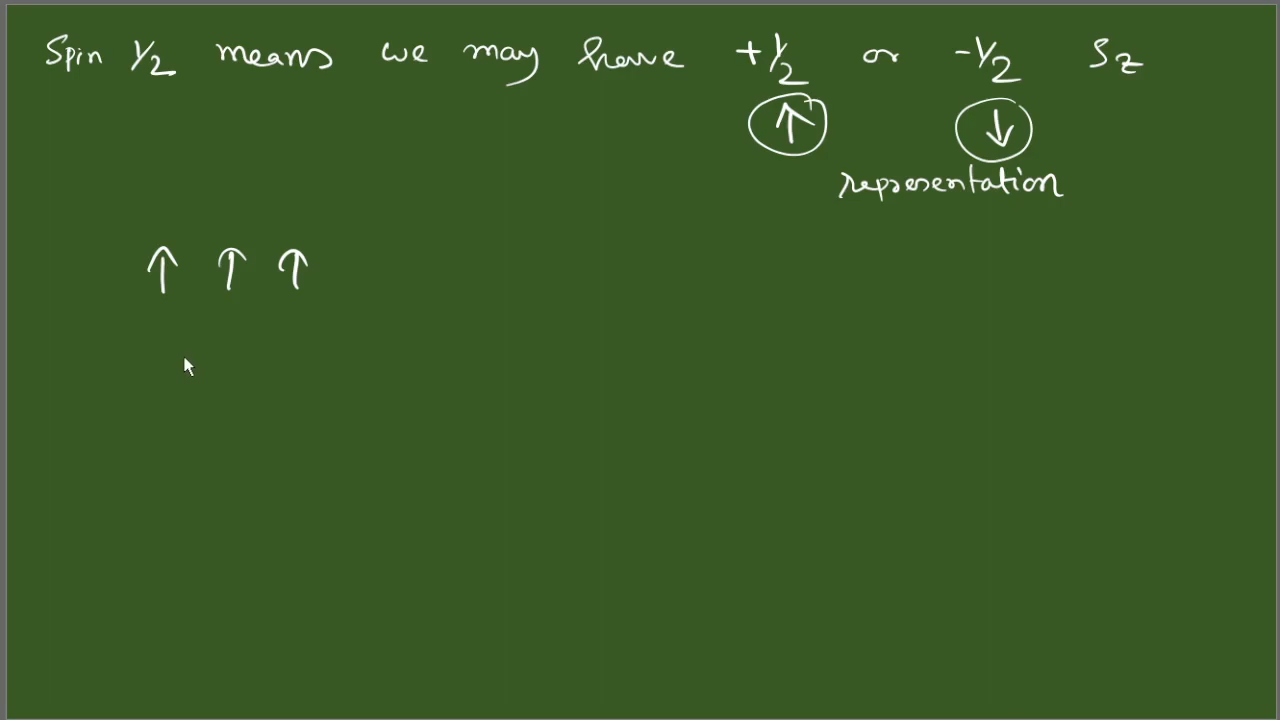 Spin 1/2 means we may have +1/2 or -1/2 Sz
↑ ↓
representation
↑ ↑ ↑